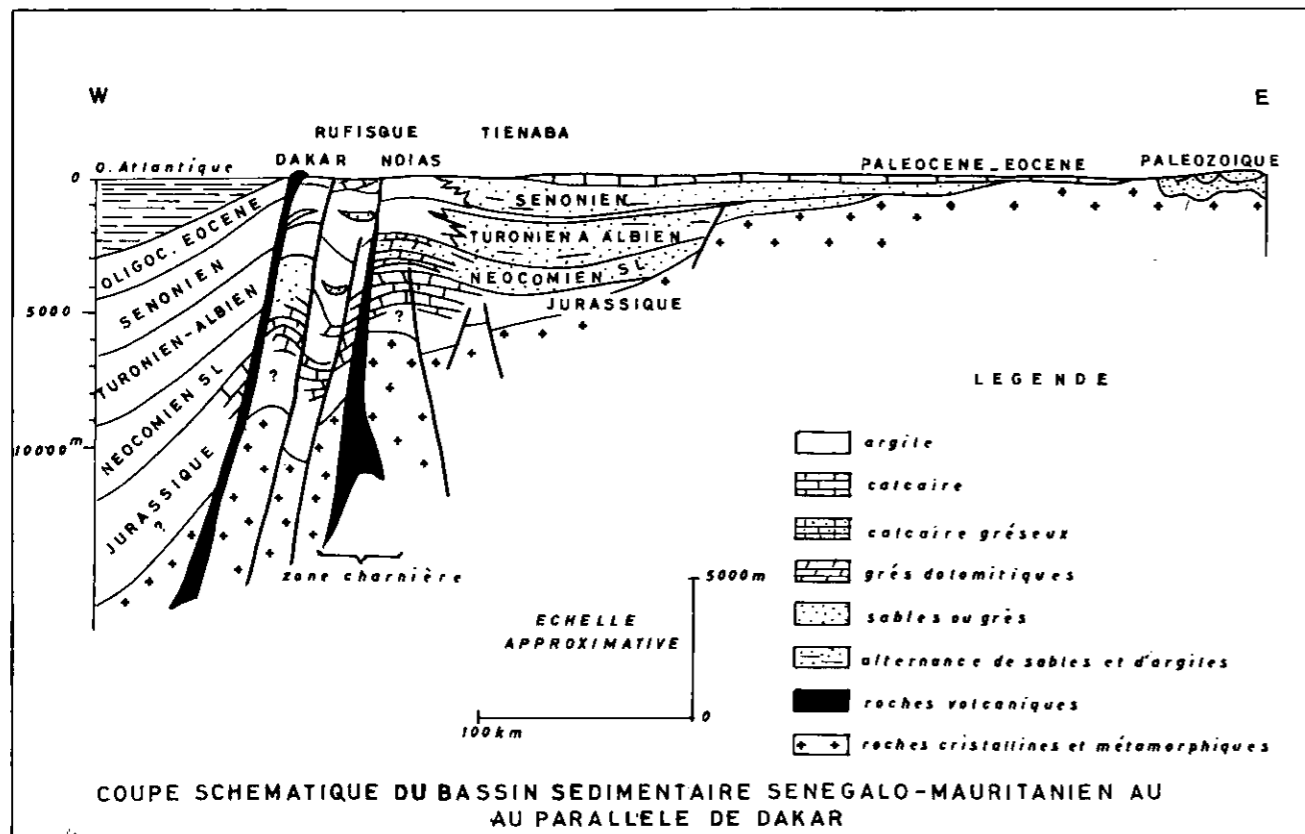 W
E
RUFISQUE TIENABA
O. Atlantique DAKAR NDIAS
PALEOCENE_EOCENE PALEOZOIQUE
0
SENONIEN
OLIGOC. EOCENE
TURONIEN A ALBIEN
SENONIEN
NEOCOMIEN SL
JURASSIQUE
5000
?
TURONIEN-ALBIEN
?
LEGENDE
NEOCOMIEN SL
argile
10000m
calcaire
JURASSIQUE
?
calcaire gréseux
zone charnière
5000m
grés dolomitiques
ECHELLE
APPROXIMATIVE
sables ou grès
alternance de sables et d'argiles
roches volcaniques
0
100km
roches cristallines et métamorphiques
COUPE SCHEMATIQUE DU BASSIN SEDIMENTAIRE SENEGALO-MAURITANIEN AU
AU PARALLELE DE DAKAR